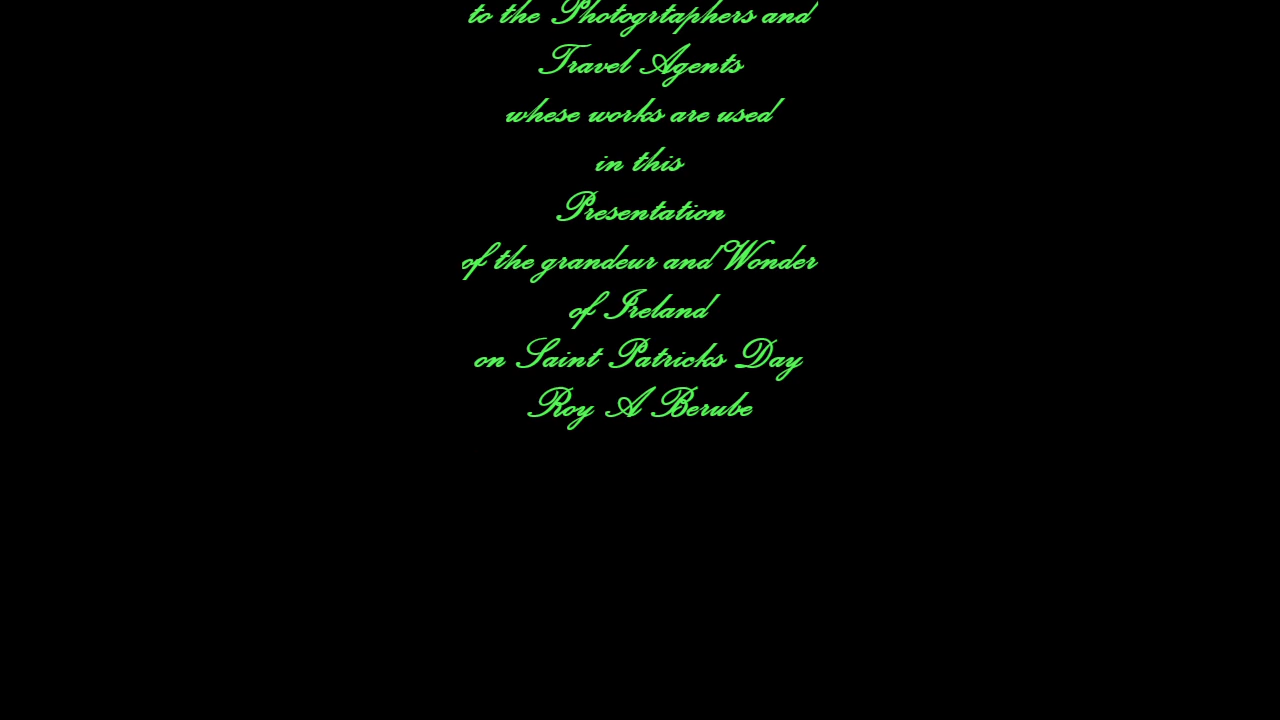 to the Photogrtaphers and
Travel Agents
whose works are used
in this
Presentation
of the grandeur and Wonder
of Ireland
on Saint Patricks Day
Roy A Berube